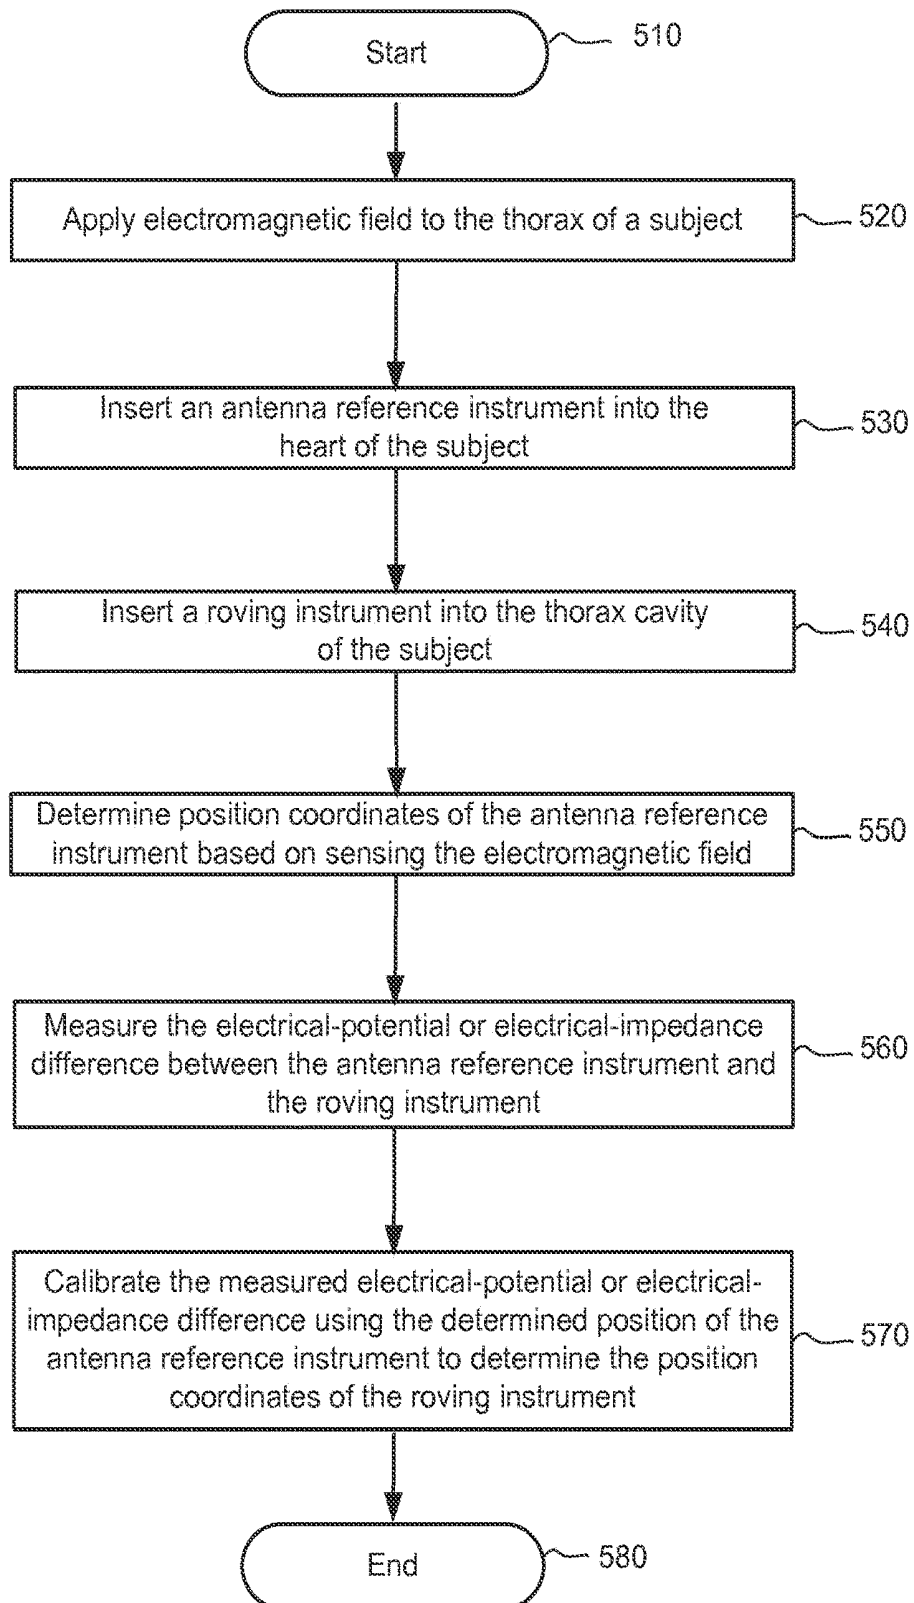 Start
510
Apply electromagnetic field to the thorax of a subject
520
Insert an antenna reference instrument into the
heart of the subject
530
Insert a roving instrument into the thorax cavity
of the subject
540
Determine position coordinates of the antenna reference
instrument based on sensing the electromagnetic field
550
Measure the electrical-potential or electrical-impedance
difference between the antenna reference instrument and
the roving instrument
560
Calibrate the measured electrical-potential or electrical-
impedance difference using the determined position of the
antenna reference instrument to determine the position
coordinates of the roving instrument
570
End
580